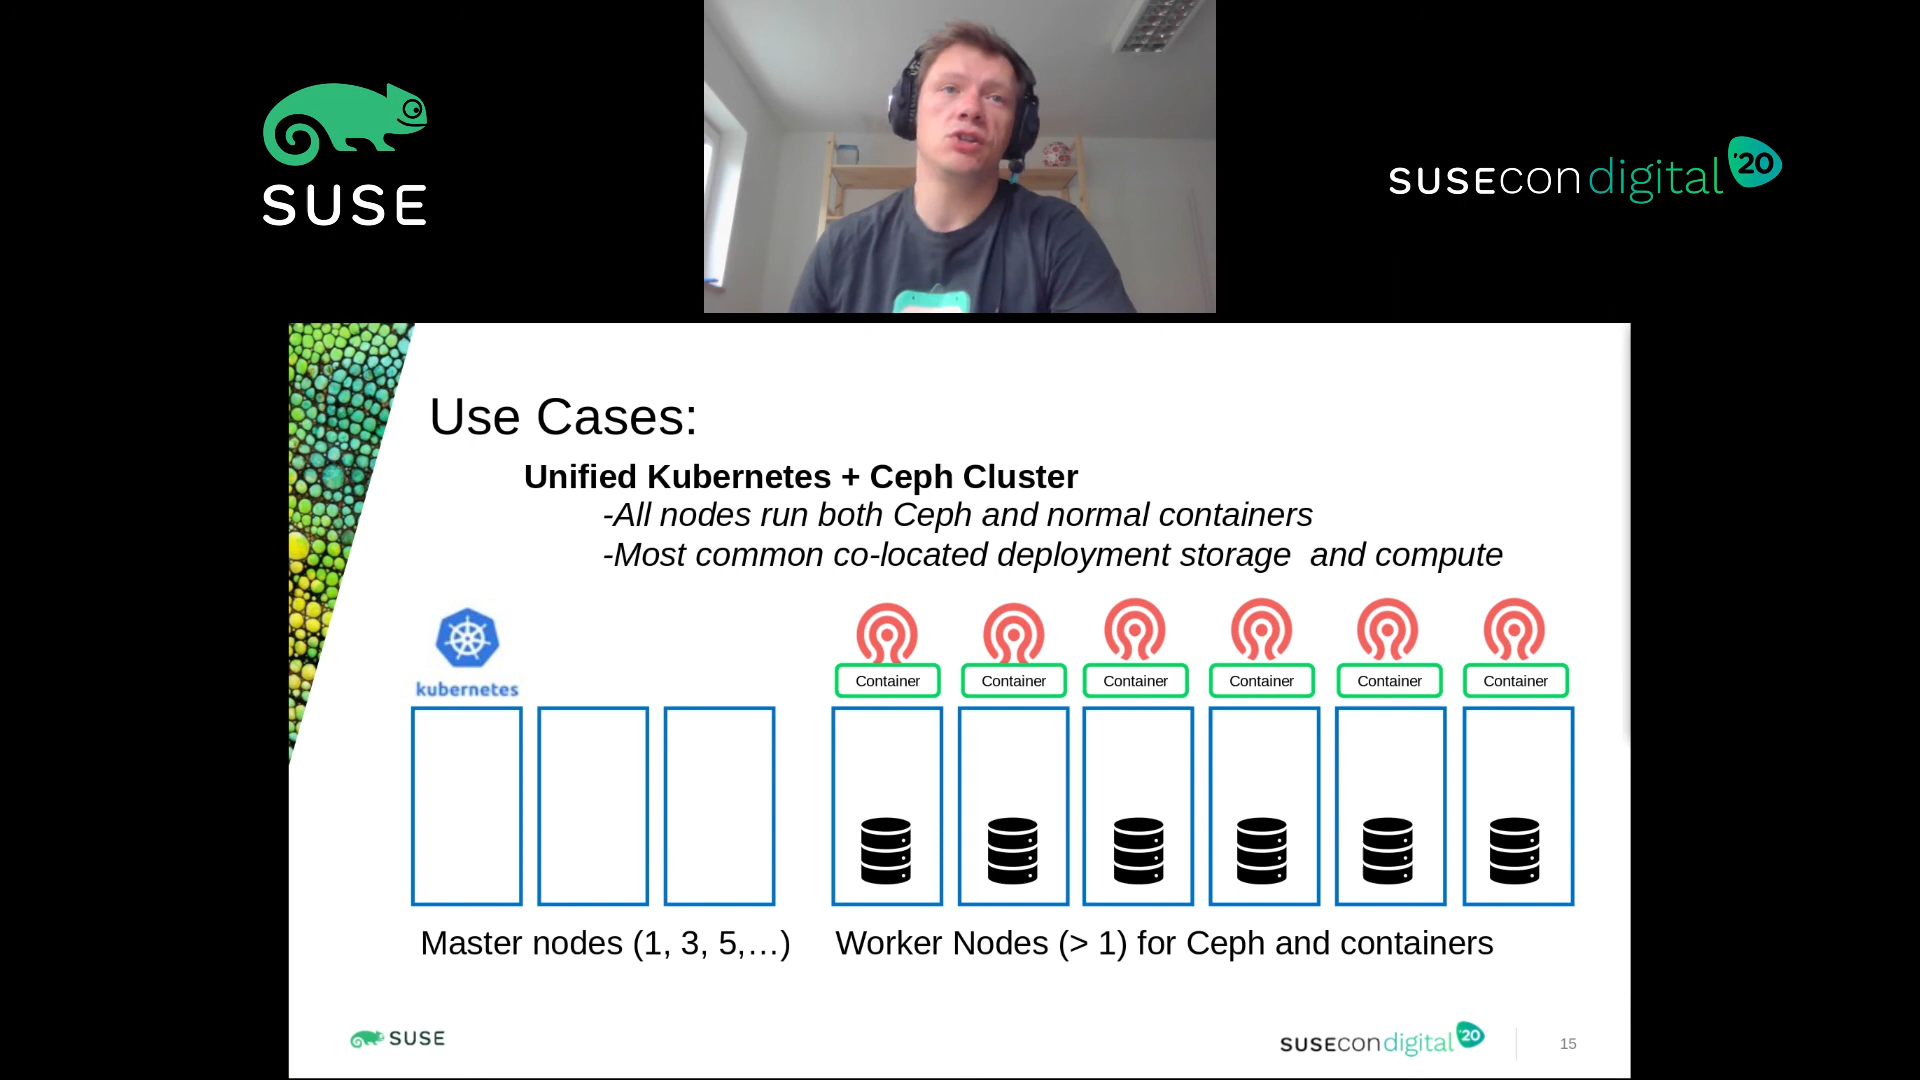 SUSE
SUSEcon digital '20
Use Cases:
Unified Kubernetes + Ceph Cluster
-All nodes run both Ceph and normal containers
-Most common co-located deployment storage  and compute
kubernetes
Container
Container
Container
Container
Container
Container
Master nodes (1, 3, 5,…)
Worker Nodes (> 1) for Ceph and containers
SUSE
SUSEcon digital '20
15